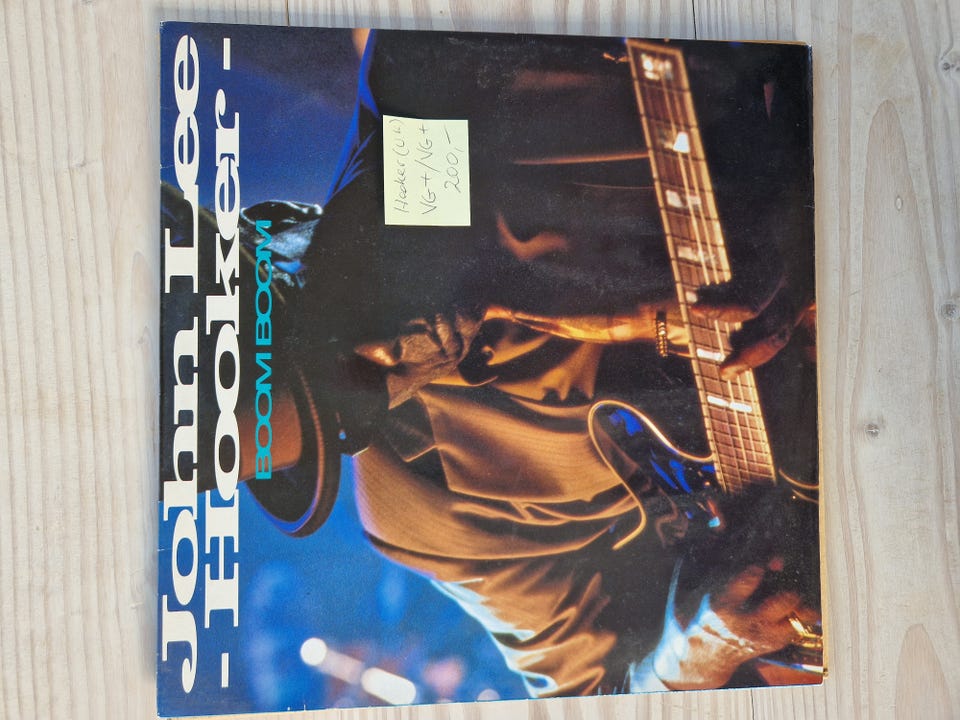 John Lee
- Hooker -
BOOM BOOM
Hooker (UK)
VG+/VG+
200,-